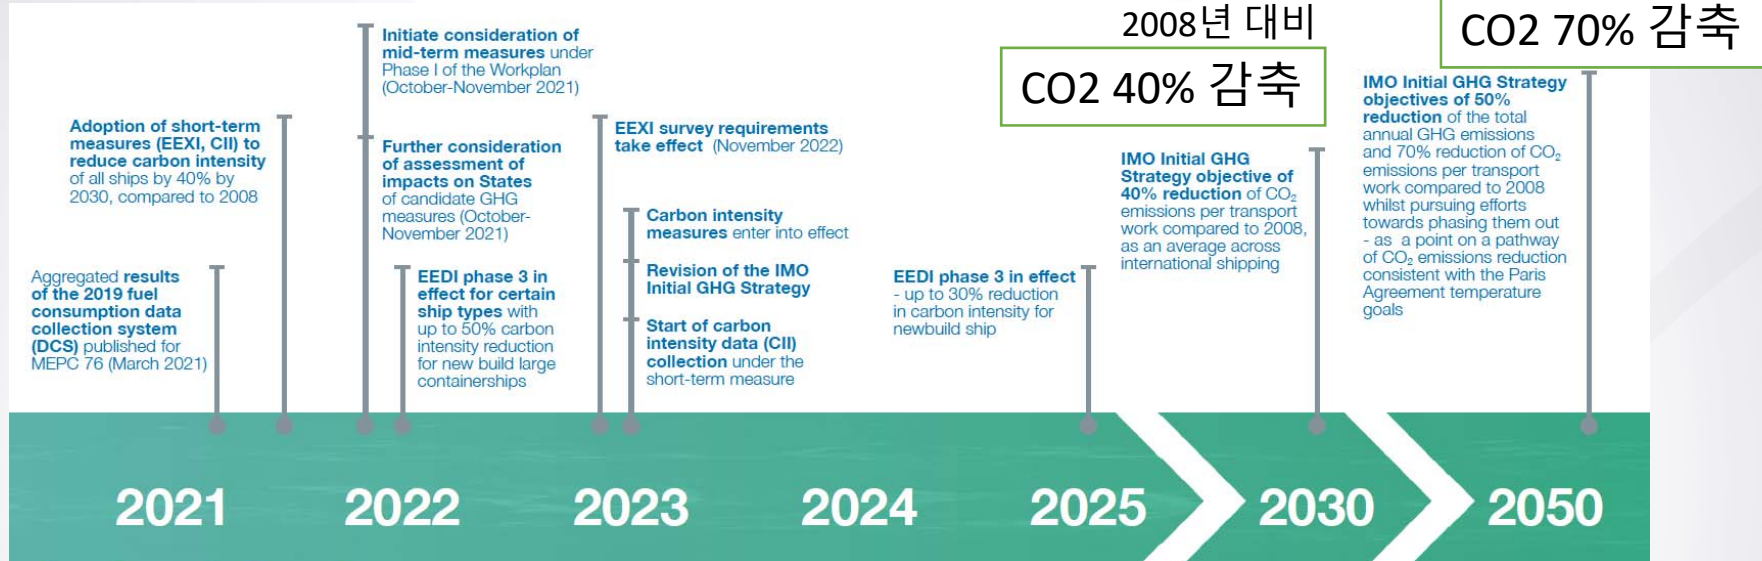 2008년 대비
CO2 40% 감축
CO2 70% 감축
Initiate consideration of
mid-term measures under
Phase I of the Workplan
(October-November 2021)
Adoption of short-term
measures (EEXI, CII) to
reduce carbon intensity
of all ships by 40% by
2030, compared to 2008
Further consideration
of assessment of
impacts on States
of candidate GHG
measures (October-
November 2021)
Aggregated results
of the 2019 fuel
consumption data
collection system
(DCS) published for
MEPC 76 (March 2021)
EEDI phase 3 in
effect for certain
ship types with
up to 50% carbon
intensity reduction
for new build large
containerships
EEXI survey requirements
take effect (November 2022)
Carbon intensity
measures enter into effect
Revision of the IMO
Initial GHG Strategy
Start of carbon
intensity data (CII)
collection under the
short-term measure
EEDI phase 3 in effect
- up to 30% reduction
in carbon intensity for
newbuild ship
IMO Initial GHG
Strategy objective of
40% reduction of CO₂
emissions per transport
work compared to 2008,
as an average across
international shipping
IMO Initial GHG Strategy
objectives of 50%
reduction of the total
annual GHG emissions
and 70% reduction of CO₂
emissions per transport
work compared to 2008
whilst pursuing efforts
towards phasing them out
- as a point on a pathway
of CO₂ emissions reduction
consistent with the Paris
Agreement temperature
goals
2021
2022
2023
2024
2025
2030
2050